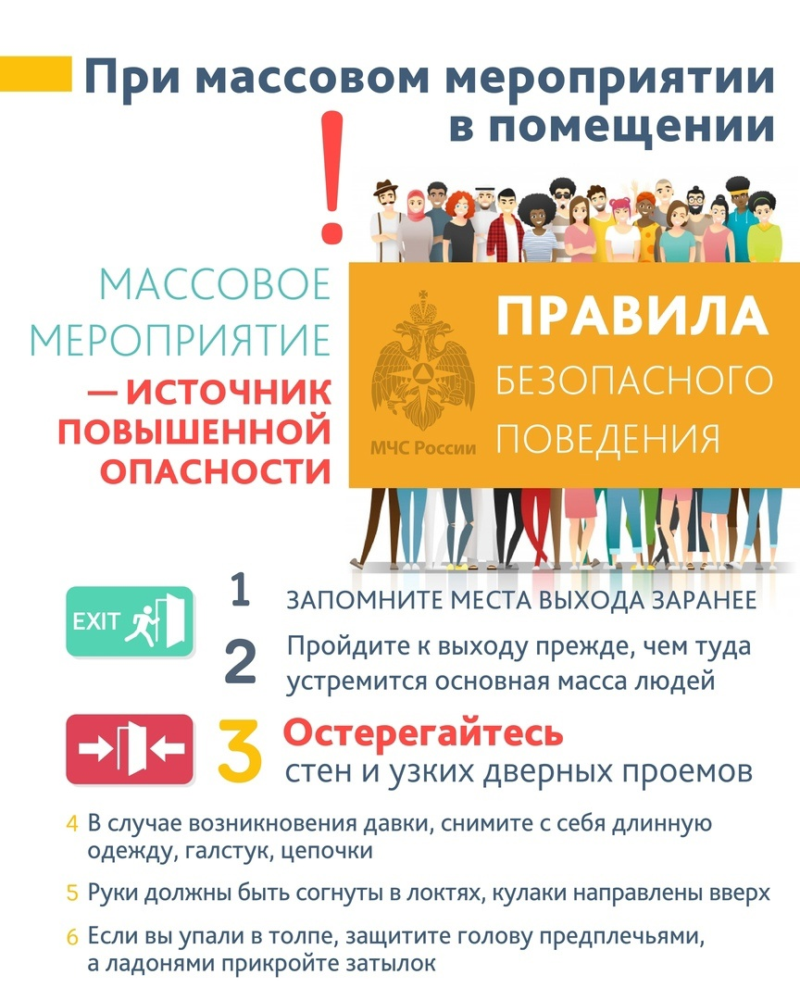 При массовом мероприятии
в помещении
!
МАССОВОЕ
МЕРОПРИЯТИЕ
— ИСТОЧНИК
ПОВЫШЕННОЙ
ОПАСНОСТИ
МЧС России
ПРАВИЛА
БЕЗОПАСНОГО
ПОВЕДЕНИЯ
EXIT
1 ЗАПОМНИТЕ МЕСТА ВЫХОДА ЗАРАНЕЕ
2 Пройдите к выходу прежде, чем туда
устремится основная масса людей
3 Остерегайтесь
стен и узких дверных проемов
4 В случае возникновения давки, снимите с себя длинную
одежду, галстук, цепочки
5 Руки должны быть согнуты в локтях, кулаки направлены вверх
6 Если вы упали в толпе, защитите голову предплечьями,
а ладонями прикройте затылок